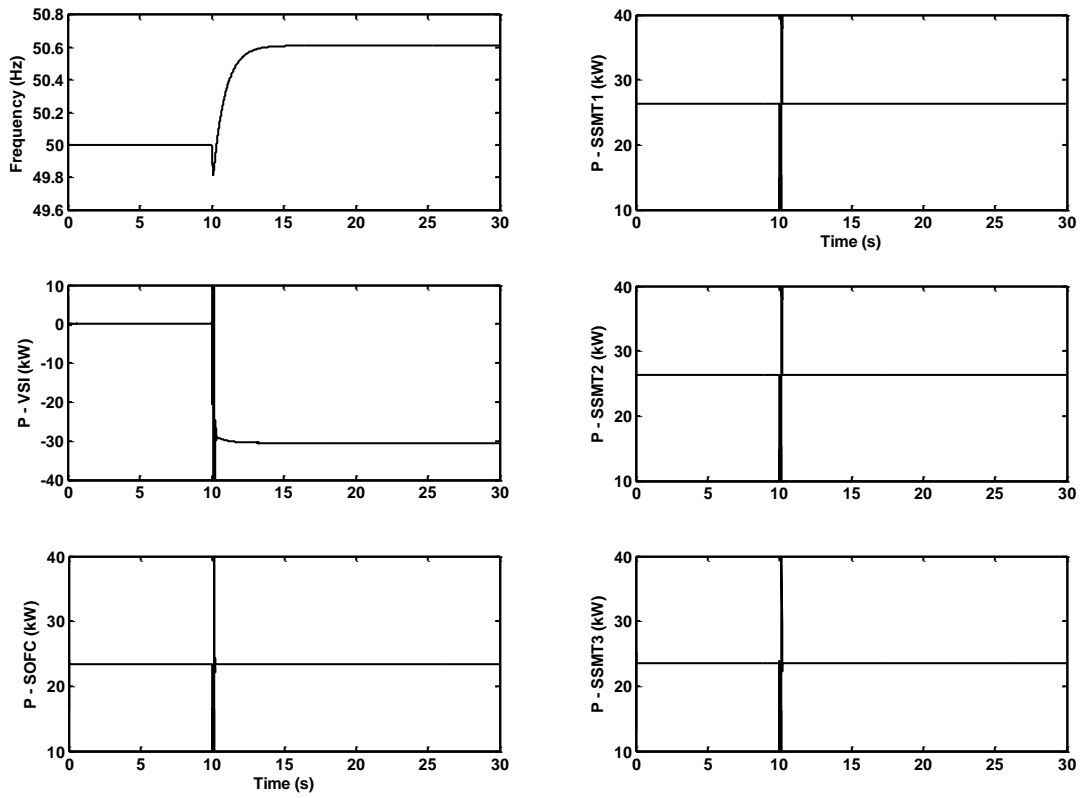 Frequency (Hz)
50.8
50.6
50.4
50.2
50
49.8
49.6
0 5 10 15 20 25 30
P - SSMT1 (kW)
40
30
20
10
0 5 10 15 20 25 30
Time (s)
P - VSI (kW)
10
0
-10
-20
-30
-40
0 5 10 15 20 25 30
P - SSMT2 (kW)
40
30
20
10
0 5 10 15 20 25 30
P - SOFC (kW)
40
30
20
10
0 5 10 15 20 25 30
Time (s)
P - SSMT3 (kW)
40
30
20
10
0 5 10 15 20 25 30